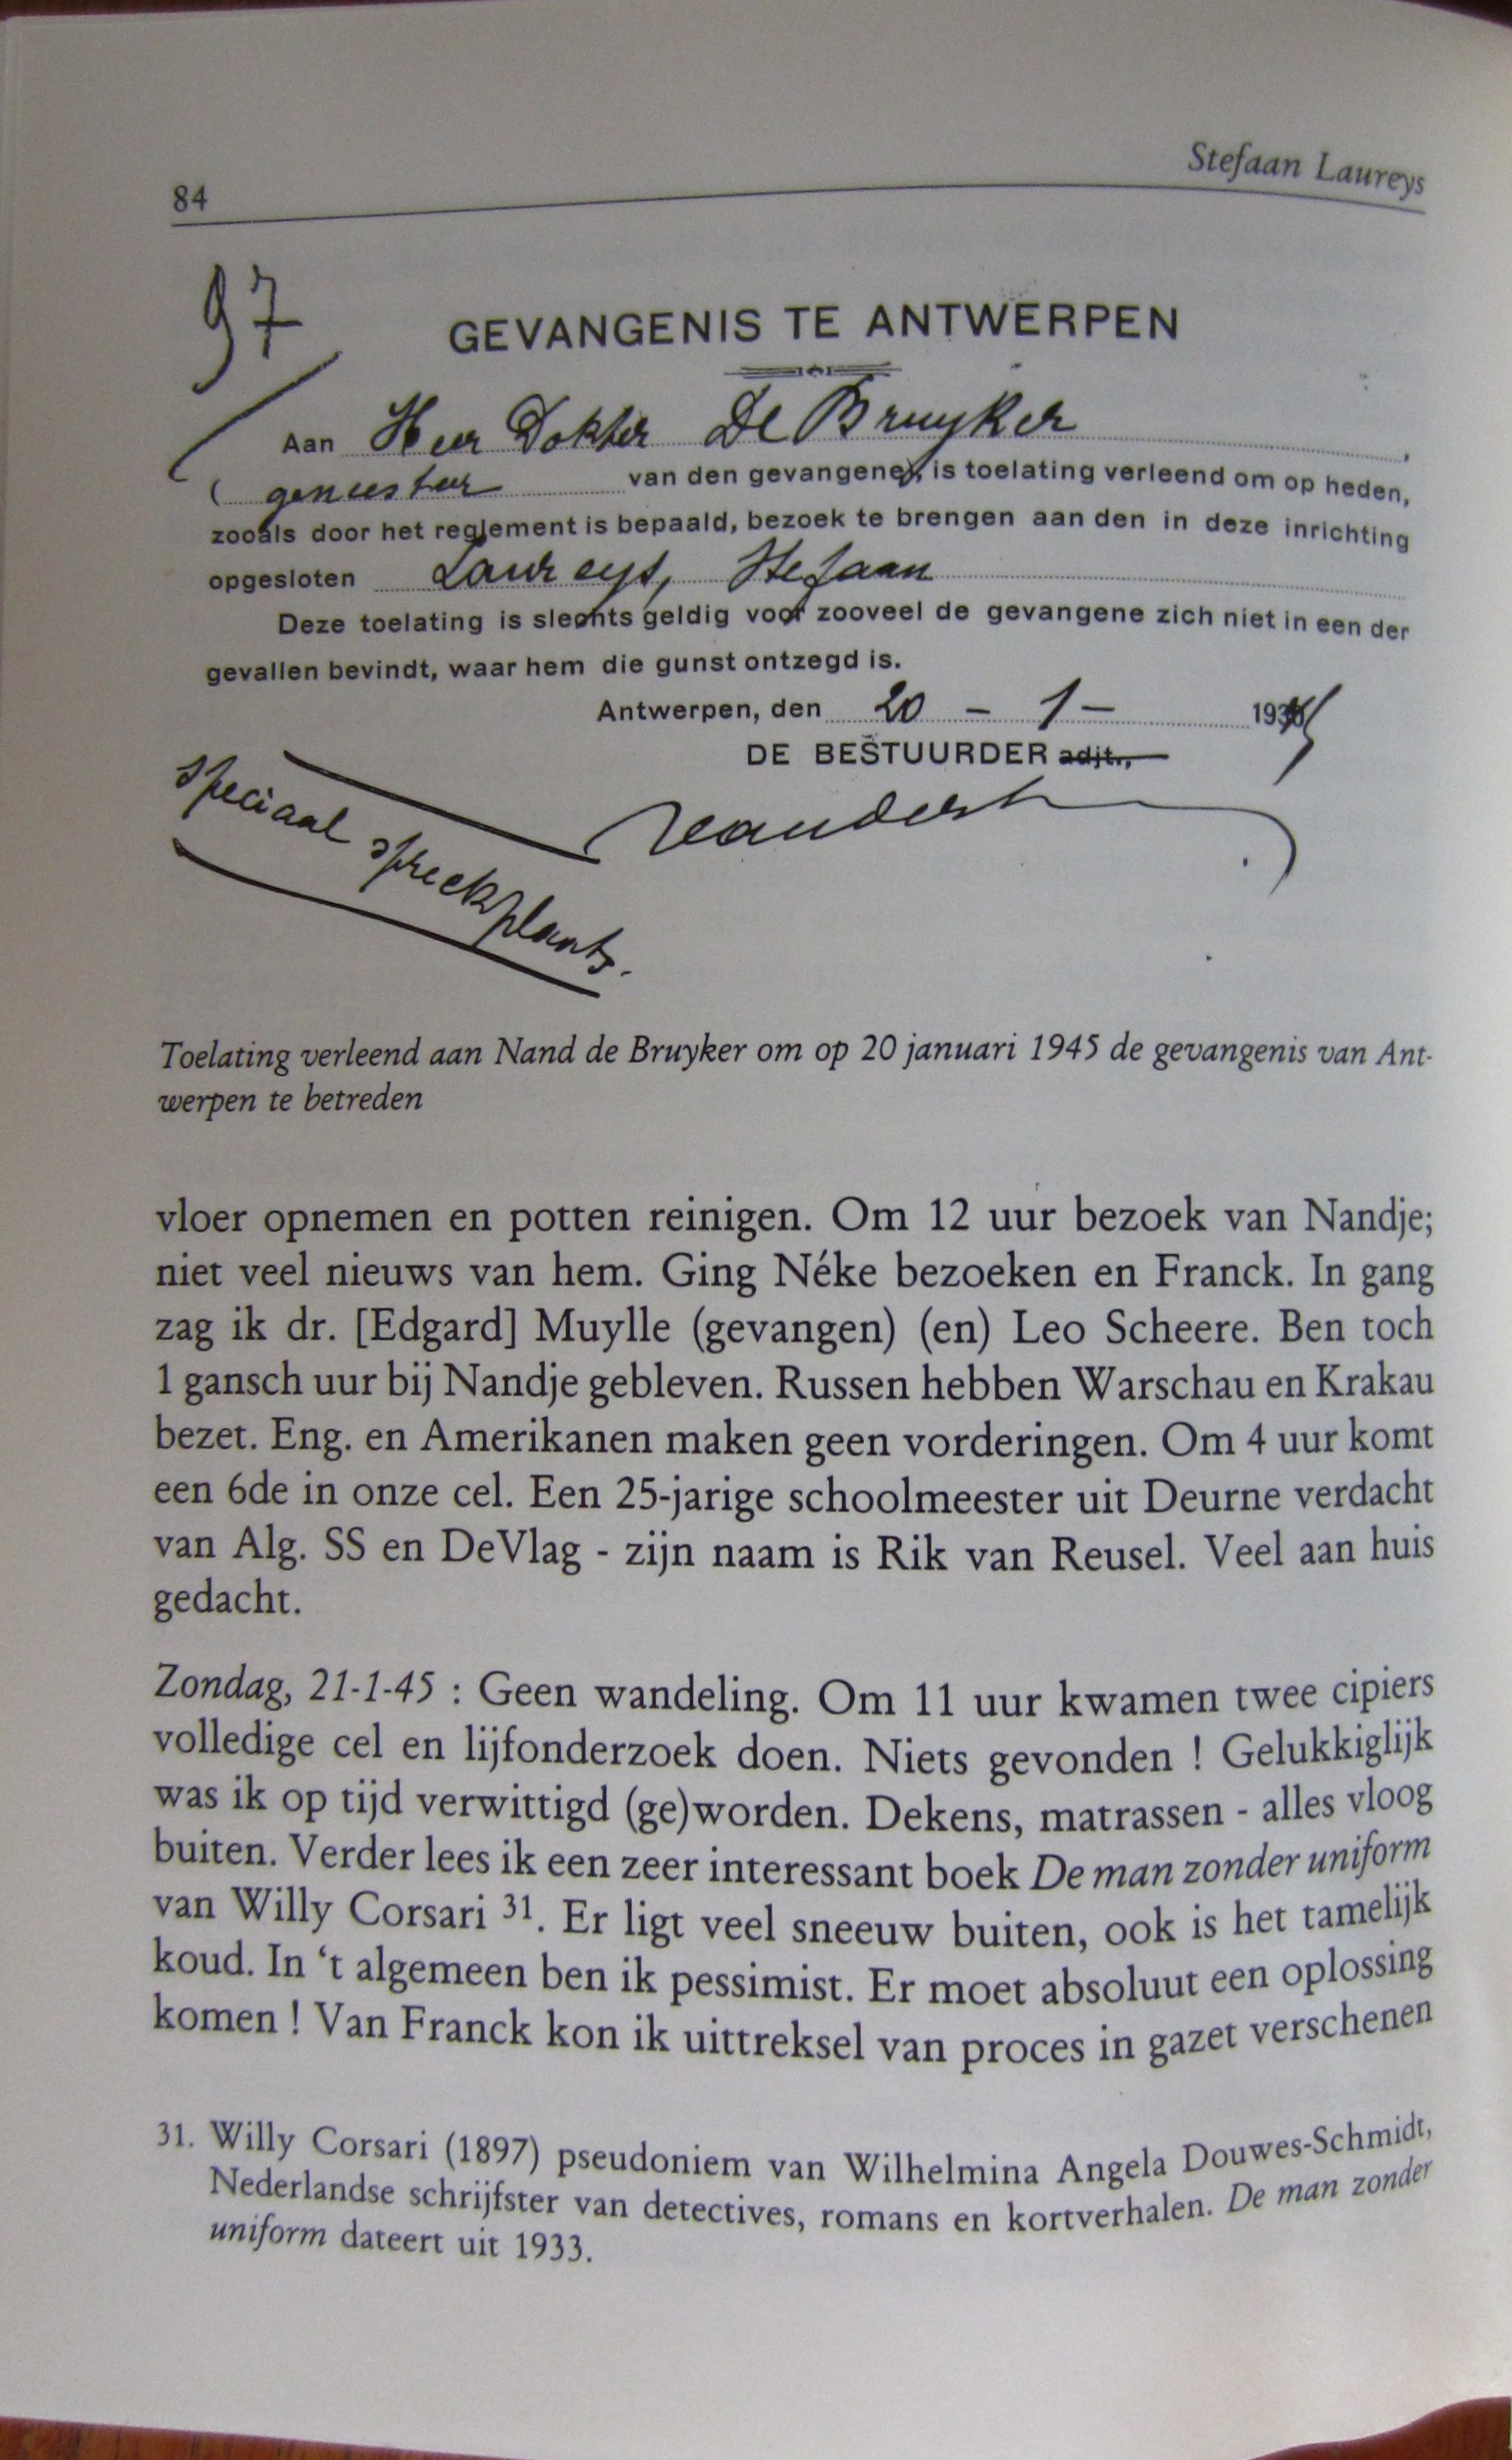 84
Stefaan Laureys
97
GEVANGENIS TE ANTWERPEN
Aan Heer Dokter De Bruyker
( geneesheer van den gevangene), is toelating verleend om op heden,
zooals door het reglement is bepaald, bezoek te brengen aan den in deze inrichting
opgesloten Laureys, Stefaan
Deze toelating is slechts geldig voor zooveel de gevangene zich niet in een der
gevallen bevindt, waar hem die gunst ontzegd is.
Antwerpen, den 20 - 1 - 1945
DE BESTUURDER adjt.,
speciaal spreekplaats.
Toelating verleend aan Nand de Bruyker om op 20 januari 1945 de gevangenis van Ant-
werpen te betreden
vloer opnemen en potten reinigen. Om 12 uur bezoek van Nandje;
niet veel nieuws van hem. Ging Néke bezoeken en Franck. In gang
zag ik dr. [Edgard] Muylle (gevangen) (en) Leo Scheere. Ben toch
1 gansch uur bij Nandje gebleven. Russen hebben Warschau en Krakau
bezet. Eng. en Amerikanen maken geen vorderingen. Om 4 uur komt
een 6de in onze cel. Een 25-jarige schoolmeester uit Deurne verdacht
van Alg. SS en DeVlag - zijn naam is Rik van Reusel. Veel aan huis
gedacht.
Zondag, 21-1-45 : Geen wandeling. Om 11 uur kwamen twee cipiers
volledige cel en lijfonderzoek doen. Niets gevonden ! Gelukkiglijk
was ik op tijd verwittigd (ge)worden. Dekens, matrassen - alles vloog
buiten. Verder lees ik een zeer interessant boek De man zonder uniform
van Willy Corsari 31. Er ligt veel sneeuw buiten, ook is het tamelijk
koud. In ‘t algemeen ben ik pessimist. Er moet absoluut een oplossing
komen ! Van Franck kon ik uittreksel van proces in gazet verschenen
31. Willy Corsari (1897) pseudoniem van Wilhelmina Angela Douwes-Schmidt,
Nederlandse schrijfster van detectives, romans en kortverhalen. De man zonder
uniform dateert uit 1933.